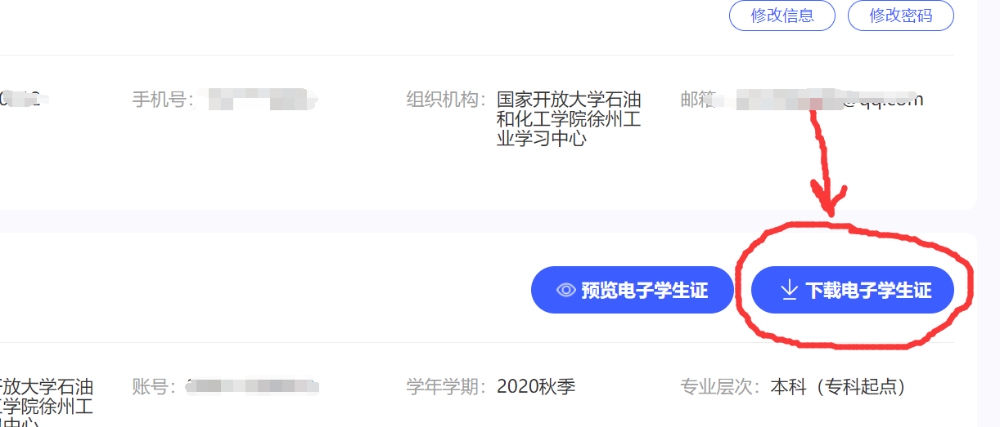 修改信息 修改密码
手机号: 组织机构: 国家开放大学石油 邮箱 @qq.com
和化工学院徐州工
业学习中心
预览电子学生证 下载电子学生证
放大学石油 账号: 学年学期: 2020秋季 专业层次: 本科（专科起点）
学院徐州工
习中心